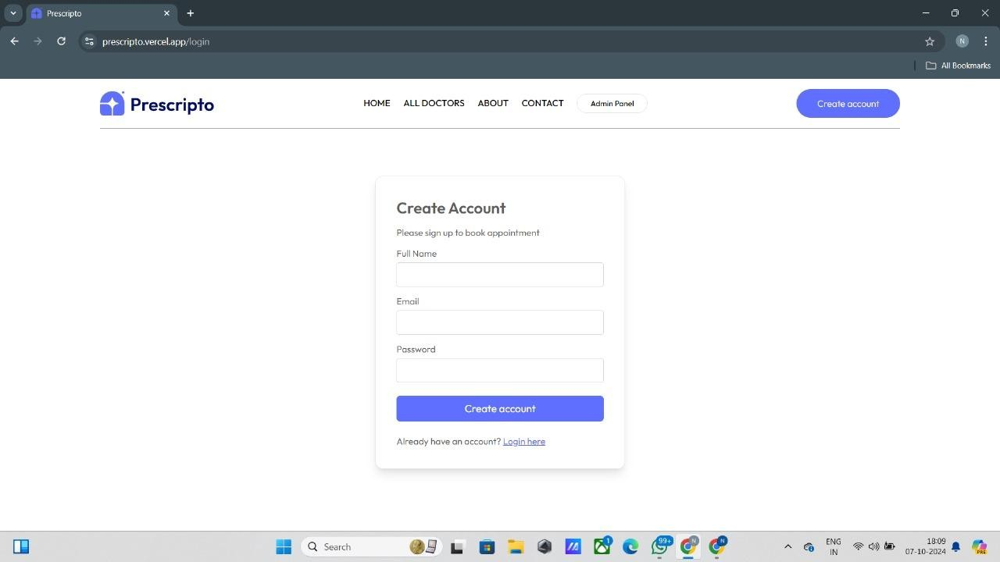 Prescripto
prescripto.vercel.app/login
N
All Bookmarks
Prescripto
HOME
ALL DOCTORS
ABOUT
CONTACT
Admin Panel
Create account
Create Account
Please sign up to book appointment
Full Name
Email
Password
Create account
Already have an account? Login here
Search
1
99+
N
N
ENG
IN
18:09
07-10-2024
PRE